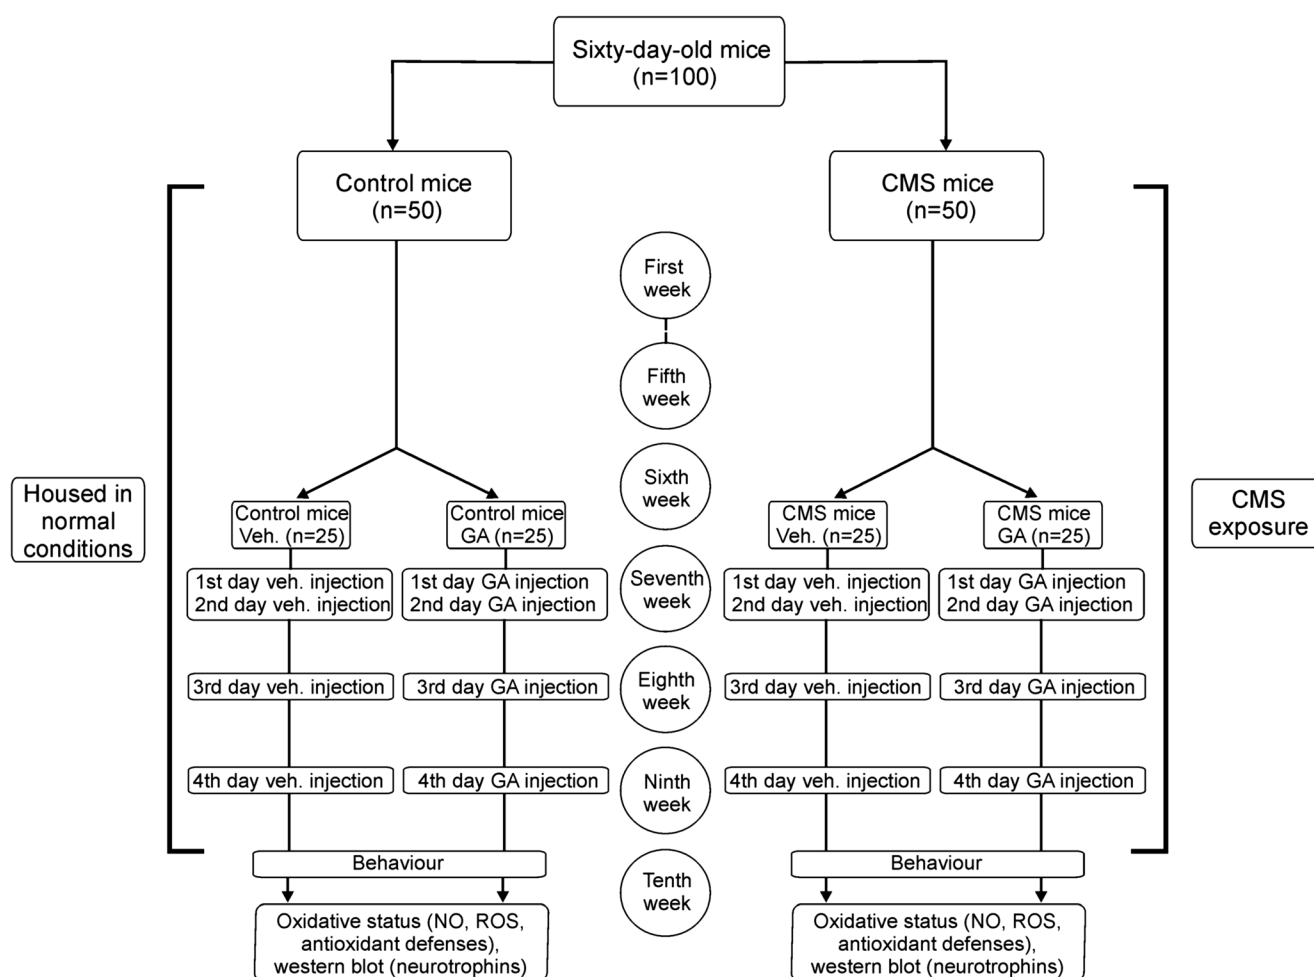 Sixty-day-old mice
(n=100)
Control mice
(n=50)
CMS mice
(n=50)
First
week
Fifth
week
Sixth
week
Housed in
normal
conditions
CMS
exposure
Control mice
Veh. (n=25)
Control mice
GA (n=25)
CMS mice
Veh. (n=25)
CMS mice
GA (n=25)
1st day veh. injection
2nd day veh. injection
1st day GA injection
2nd day GA injection
Seventh
week
1st day veh. injection
2nd day veh. injection
1st day GA injection
2nd day GA injection
3rd day veh. injection
3rd day GA injection
Eighth
week
3rd day veh. injection
3rd day GA injection
4th day veh. injection
4th day GA injection
Ninth
week
4th day veh. injection
4th day GA injection
Behaviour
Behaviour
Tenth
week
Oxidative status (NO, ROS,
antioxidant defenses),
western blot (neurotrophins)
Oxidative status (NO, ROS,
antioxidant defenses),
western blot (neurotrophins)